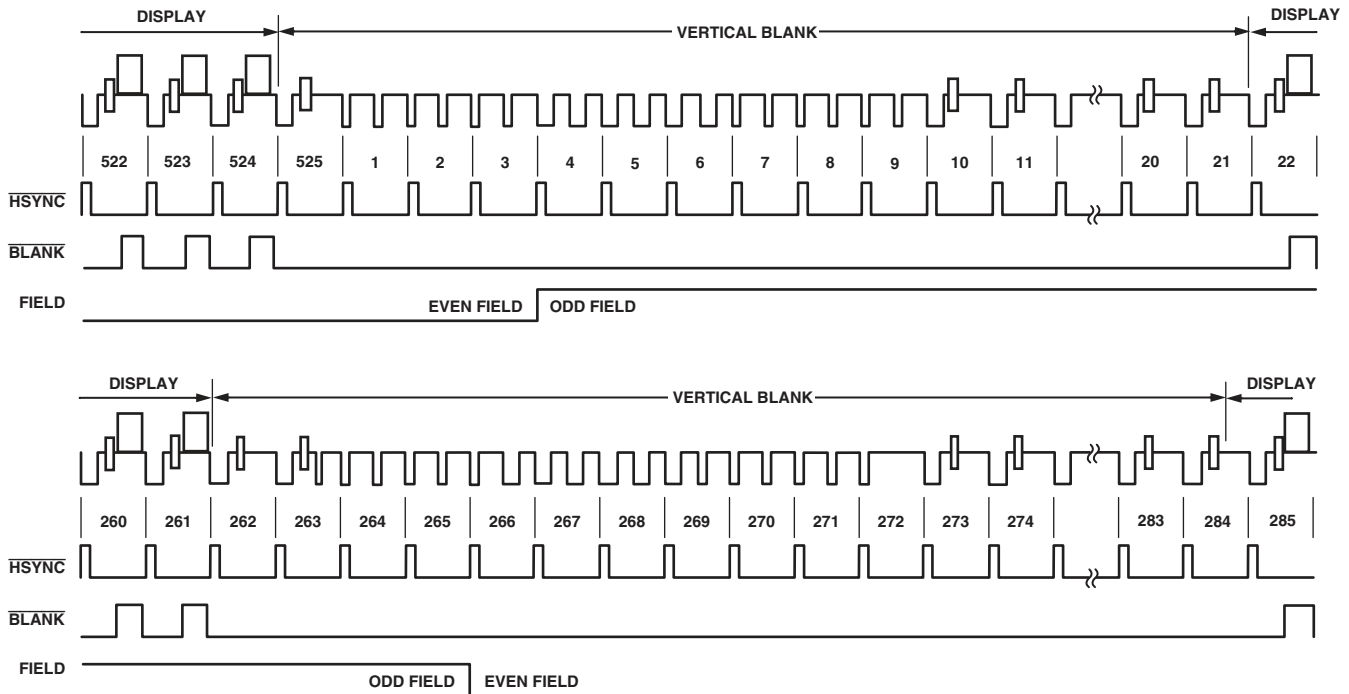 DISPLAY VERTICAL BLANK DISPLAY
522 523 524 525 1 2 3 4 5 6 7 8 9 10 11 20 21 22
HSYNC
BLANK
FIELD EVEN FIELD ODD FIELD
DISPLAY VERTICAL BLANK DISPLAY
260 261 262 263 264 265 266 267 268 269 270 271 272 273 274 283 284 285
HSYNC
BLANK
FIELD ODD FIELD EVEN FIELD